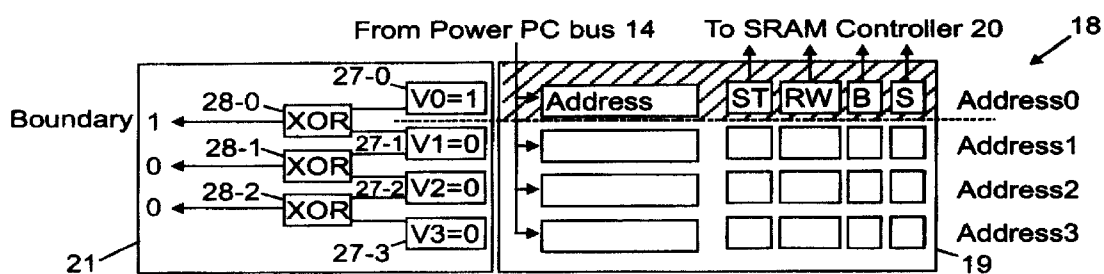 From Power PC bus 14 To SRAM Controller 20 18
27-0
V0=1 Address ST RW B S Address0
28-0
Boundary 1 XOR
27-1 V1=0 Address1
28-1
0 XOR
27-2 V2=0 Address2
28-2
0 XOR
V3=0 Address3
21 27-3 19